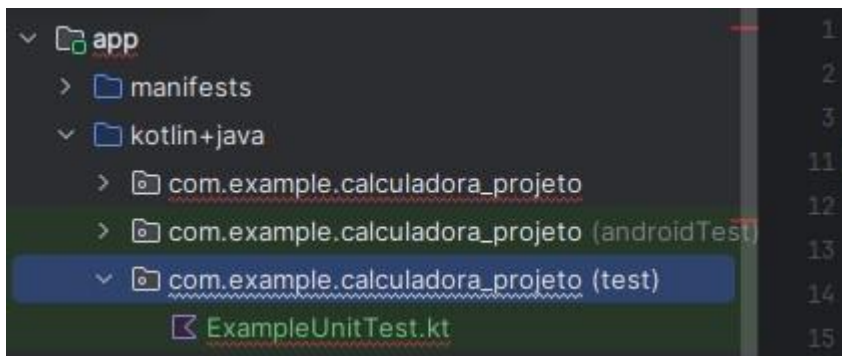 app
manifests
kotlin+java
com.example.calculadora_projeto
com.example.calculadora_projeto (androidTest)
com.example.calculadora_projeto (test)
ExampleUnitTest.kt
1
2
3
11
12
13
14
15